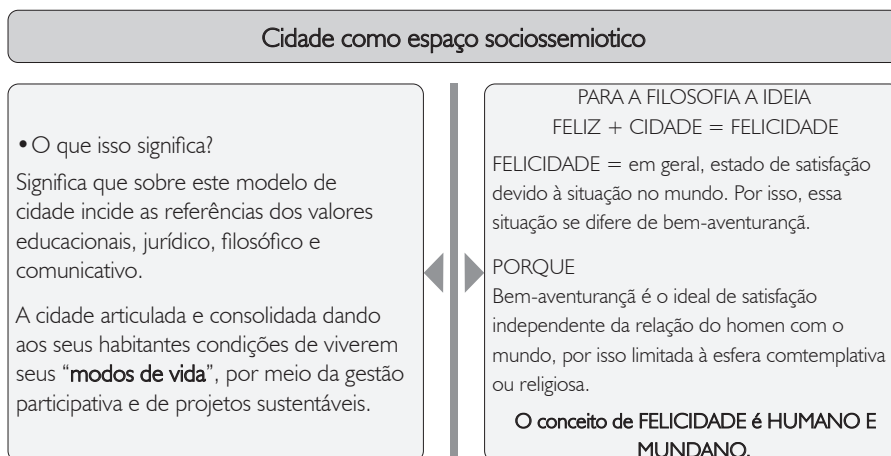 Cidade como espaço sociossemiotico
•O que isso significa?
Significa que sobre este modelo de
cidade incide as referências dos valores
educacionais, jurídico, filosófico e
comunicativo.
A cidade articulada e consolidada dando
aos seus habitantes condições de viverem
seus “modos de vida”, por meio da gestão
participativa e de projetos sustentáveis.
PARA A FILOSOFIA A IDEIA
FELIZ + CIDADE = FELICIDADE
FELICIDADE = em geral, estado de satisfação
devido à situação no mundo. Por isso, essa
situação se difere de bem-aventurançã.
PORQUE
Bem-aventurançã é o ideal de satisfação
independente da relação do homen com o
mundo, por isso limitada à esfera comtemplativa
ou religiosa.
O conceito de FELICIDADE é HUMANO E
MUNDANO.